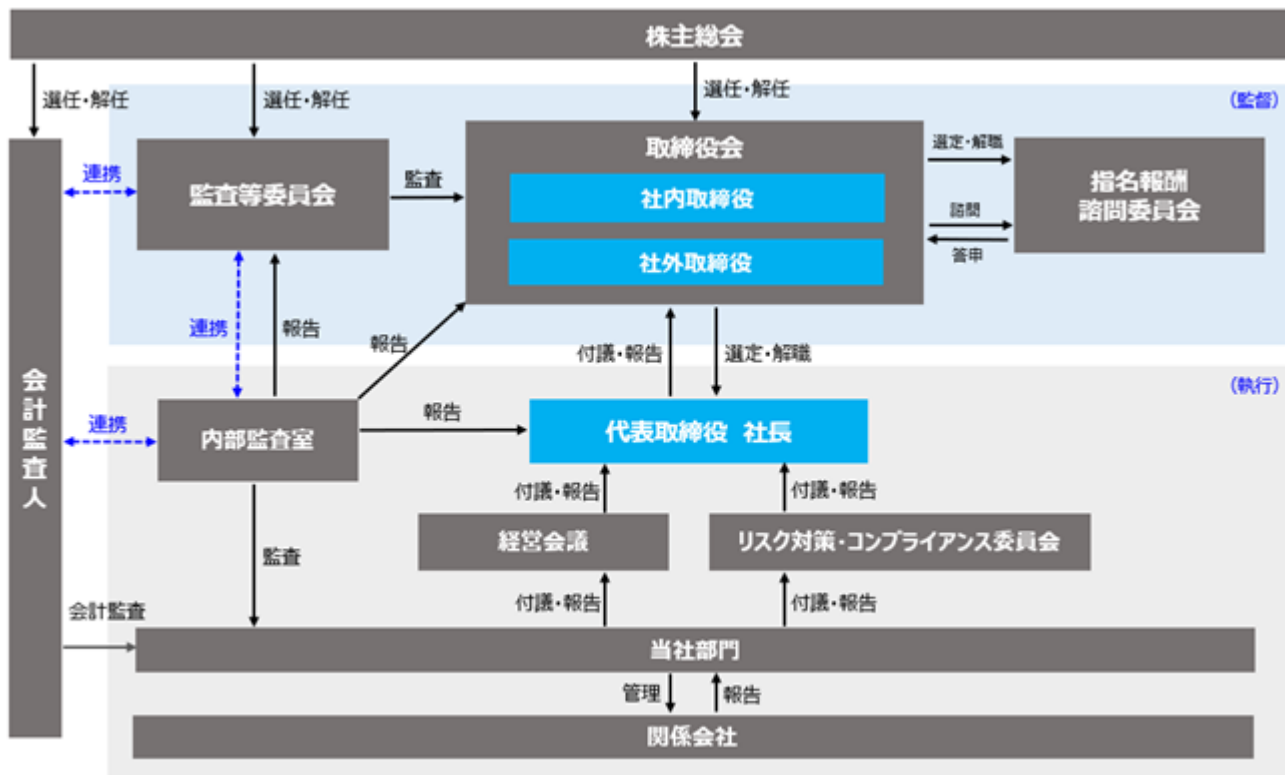 株主総会
選任・解任
選任・解任
選任・解任
(監督)
連携
監査等委員会
監査
取締役会
社内取締役
社外取締役
選定・解職
諮問
答申
指名報酬
諮問委員会
連携
報告
報告
付議・報告
選定・解職
会計監査人
(執行)
連携
内部監査室
報告
代表取締役 社長
付議・報告
付議・報告
経営会議
リスク対策・コンプライアンス委員会
監査
付議・報告
付議・報告
会計監査
当社部門
管理
報告
関係会社